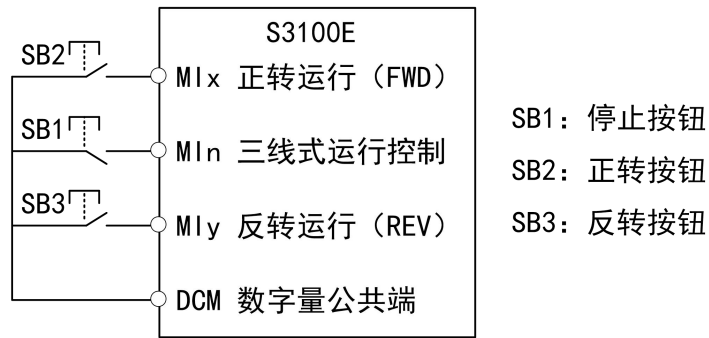 S3100E
SB2
MIx 正转运行（FWD）
SB1
MIn 三线式运行控制
SB3
MIy 反转运行（REV）
DCM 数字量公共端
SB1：停止按钮
SB2：正转按钮
SB3：反转按钮